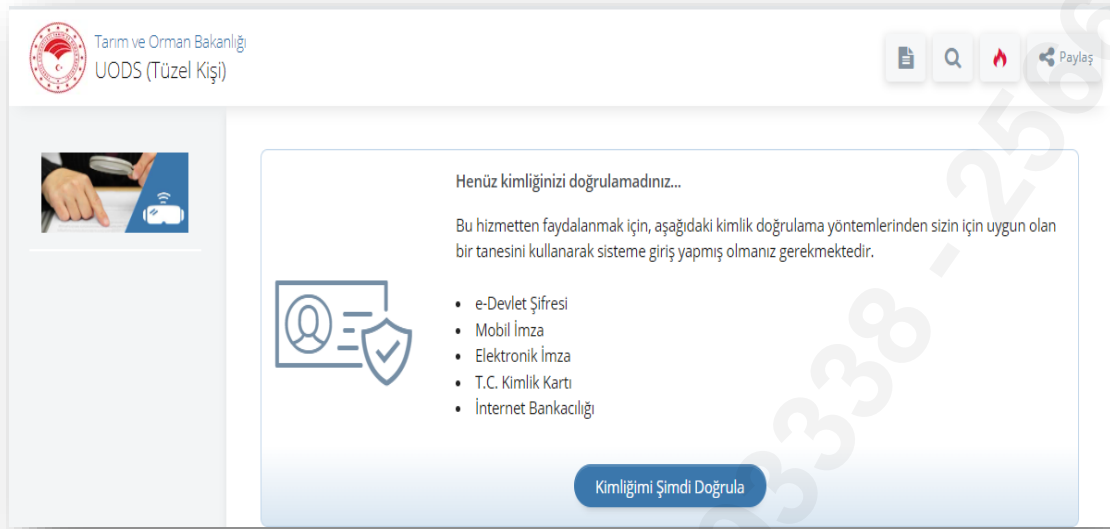 Tarım ve Orman Bakanlığı
UODS (Tüzel Kişi)
Paylaş
Henüz kimliğinizi doğrulamadınız...
Bu hizmetten faydalanmak için, aşağıdaki kimlik doğrulama yöntemlerinden sizin için uygun olan
bir tanesini kullanarak sisteme giriş yapmış olmanız gerekmektedir.
• e-Devlet Şifresi
• Mobil İmza
• Elektronik İmza
• T.C. Kimlik Kartı
• İnternet Bankacılığı
Kimliğimi Şimdi Doğrula